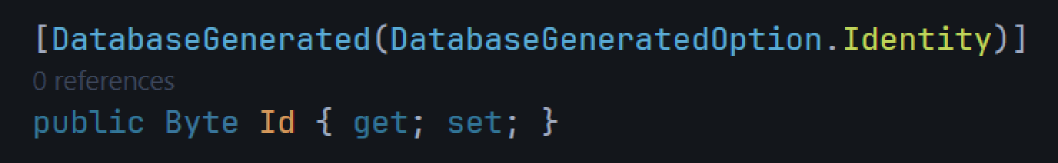 [DatabaseGenerated(DatabaseGeneratedOption.Identity)]
0 references
public Byte Id { get; set; }